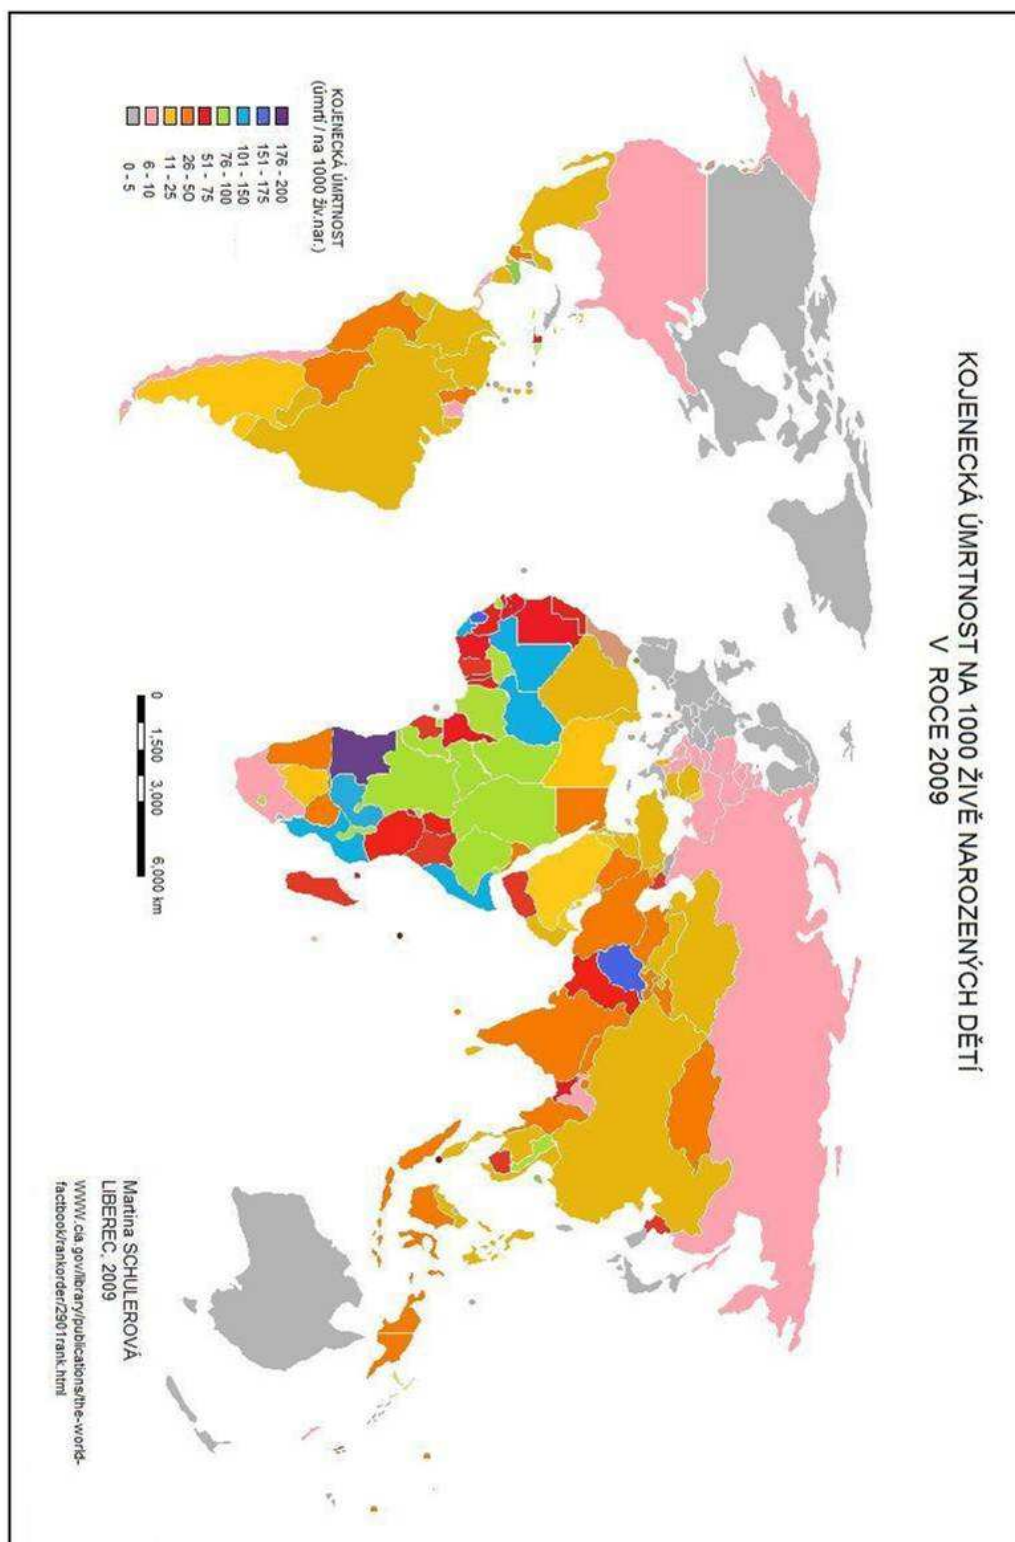 KOJENECKÁ ÚMRTNOST NA 1000 ŽIVĚ NAROZENÝCH DĚTÍ
V ROCE 2009
KOJENECKÁ ÚMRTNOST
(úmrtí / na 1000 živ.nar.)
176 - 200
151 - 175
101 - 150
76 - 100
51 - 75
26 - 50
11 - 25
6 - 10
0 - 5
0 1,500 3,000 6,000 km
Martina SCHULEROVÁ
LIBEREC, 2009
WWW.cia.gov/library/publications/the-world-
factbook/rankorder/2901rank.html